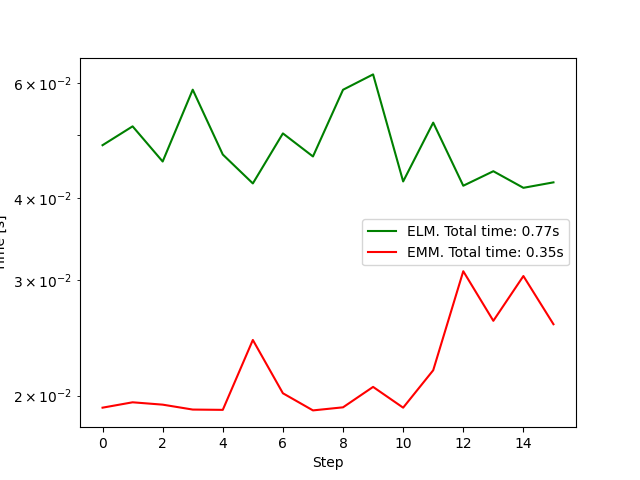 6 × 10⁻²
4 × 10⁻²
3 × 10⁻²
2 × 10⁻²
Time [s]
ELM. Total time: 0.77s
EMM. Total time: 0.35s
0 2 4 6 8 10 12 14
Step